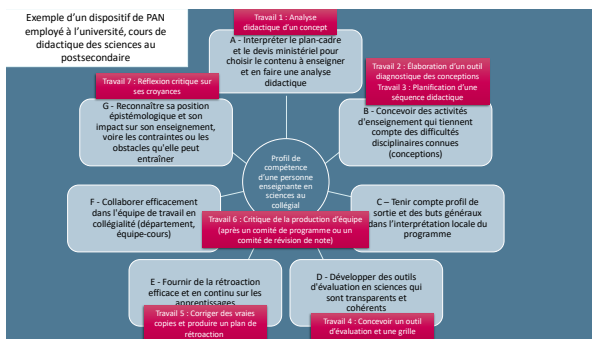 Exemple d'un dispositif de PAN
employé à l'université, cours de
didactique des sciences au
postsecondaire
Travail 1 : Analyse
didactique d'un concept
A - Interpréter le plan-cadre
et le devis ministériel pour
choisir le contenu à enseigner
et en faire une analyse
didactique
Travail 2 : Élaboration d'un outil
diagnostique des conceptions
Travail 3 : Planification d'une
séquence didactique
B - Concevoir des activités
d'enseignement qui tiennent
compte des difficultés
disciplinaires connues
(conceptions)
Travail 7 : Réflexion critique sur
ses croyances
G - Reconnaître sa position
épistémologique et son
impact sur son enseignement,
voire les contraintes ou les
obstacles qu'elle peut
entraîner
Profil de
compétence
d'une personne
enseignante en
sciences au
collégial
C – Tenir compte profil de
sortie et des buts généraux
dans l'interprétation locale du
programme
F - Collaborer efficacement
dans l'équipe de travail en
collégialité (département,
équipe-cours)
Travail 6 : Critique de la production d'équipe
(après un comité de programme ou un
comité de révision de note)
E - Fournir de la rétroaction
efficace et en continu sur les
apprentissages
Travail 5 : Corriger des vraies
copies et produire un plan de
rétroaction
D - Développer des outils
d'évaluation en sciences qui
sont transparents et
cohérents
Travail 4 : Concevoir un outil
d'évaluation et une grille